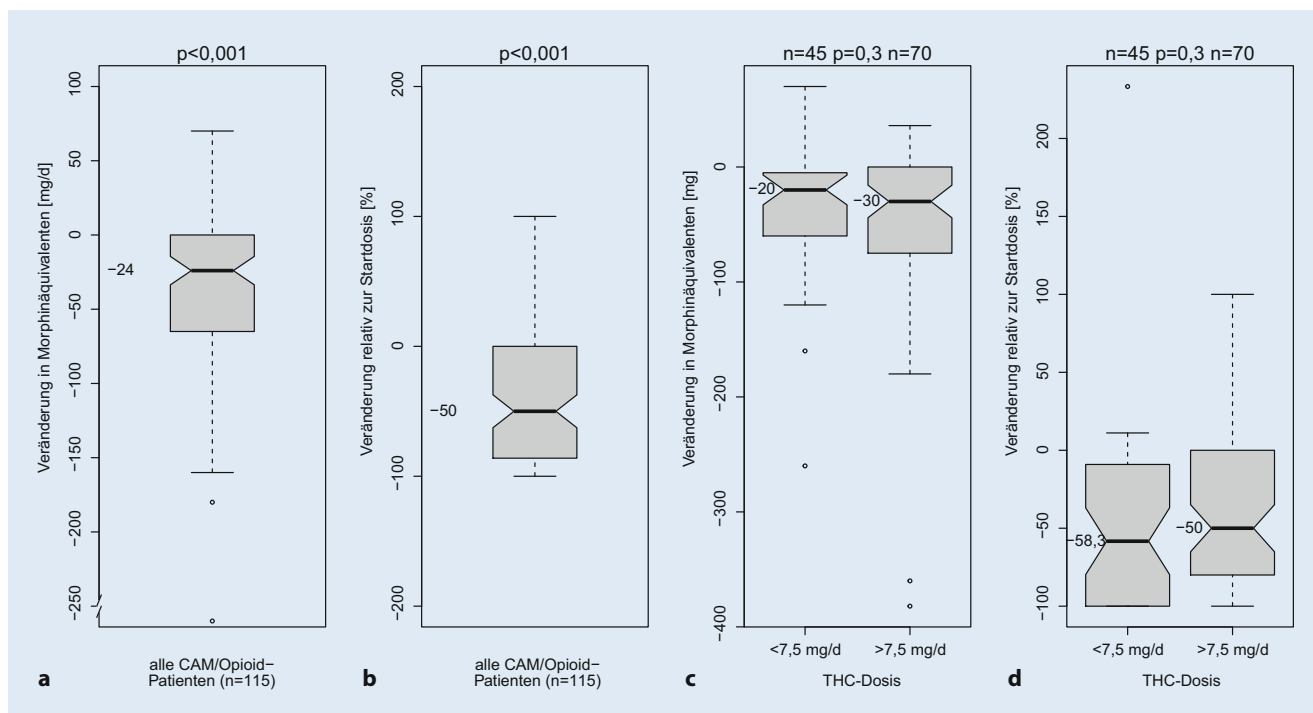 p<0,001
Veränderung in Morphinäquivalenten [mg/d]
100
50
0
−50
−100
−150
−200
−250
−24
alle CAM/Opioid−
Patienten (n=115)
a
p<0,001
Veränderung relativ zur Startdosis [%]
200
100
0
−100
−200
−50
alle CAM/Opioid−
Patienten (n=115)
b
n=45 p=0,3 n=70
Veränderung in Morphinäquivalenten [mg]
0
−100
−200
−300
−400
−20
−30
<7,5 mg/d
>7,5 mg/d
THC-Dosis
c
n=45 p=0,3 n=70
Veränderung relativ zur Startdosis [%]
200
150
100
50
0
−50
−100
−58,3
−50
<7,5 mg/d
>7,5 mg/d
THC-Dosis
d